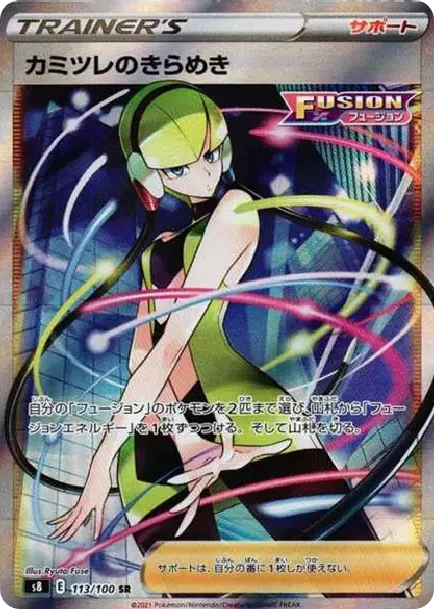 TRAINER'S サポート
カミツレのきらめき
FUSION
フュージョン
自分の「フュージョン」のポケモンを2匹まで選び、山札から「フュー
ジョンエネルギー」を1枚ずつつける。そして山札を切る。
Illus. Ryuta Fuse
s8 E 113/100 SR
サポートは、自分の番に1枚しか使えない。
©2021 Pokémon/Nintendo/Creatures/GAME FREAK